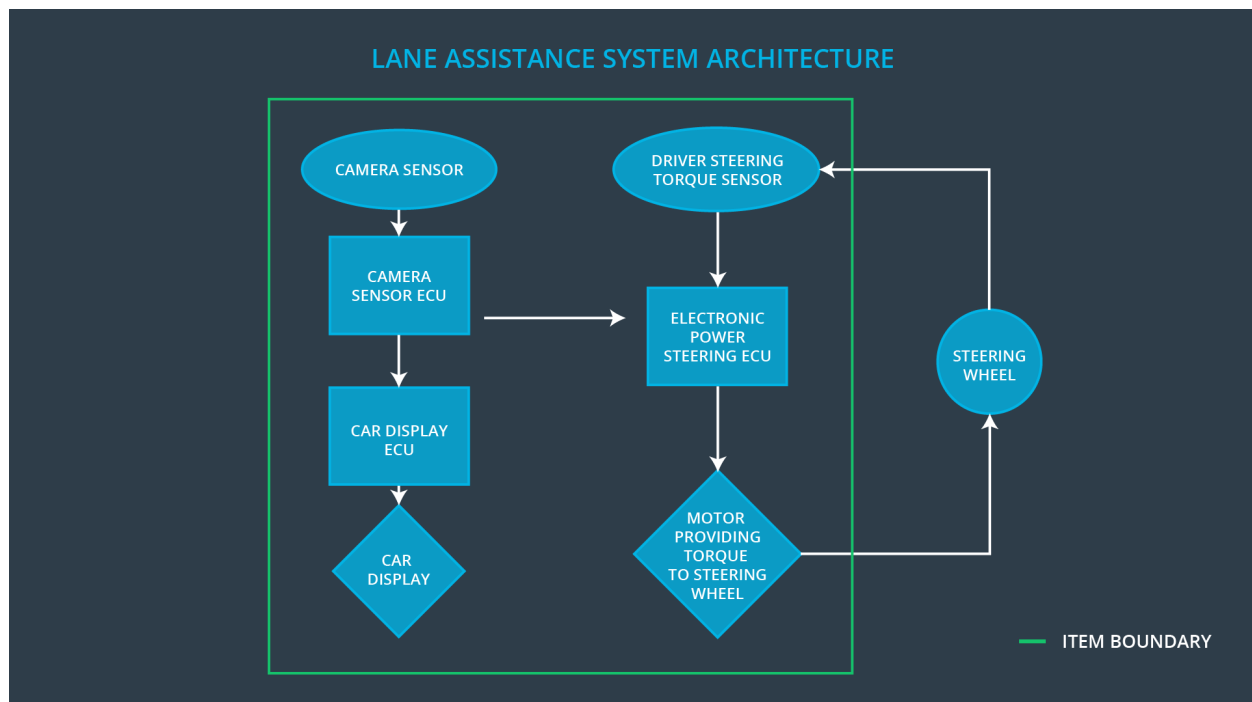 LANE ASSISTANCE SYSTEM ARCHITECTURE
CAMERA SENSOR
CAMERA
SENSOR ECU
CAR DISPLAY
ECU
CAR
DISPLAY
DRIVER STEERING
TORQUE SENSOR
ELECTRONIC
POWER
STEERING ECU
MOTOR
PROVIDING
TORQUE
TO STEERING
WHEEL
STEERING
WHEEL
ITEM BOUNDARY